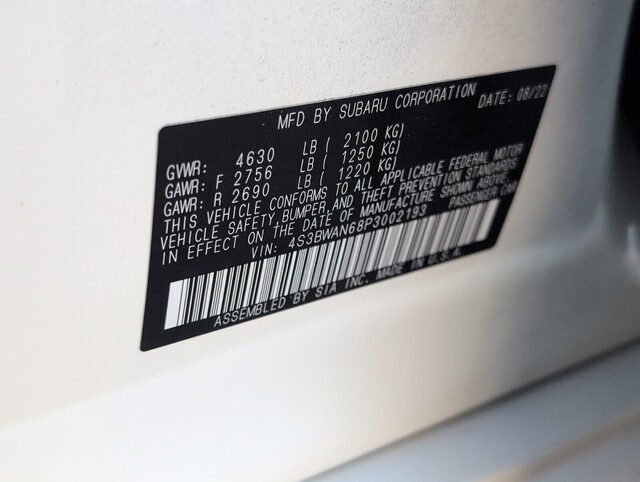 MFD BY SUBARU CORPORATION DATE: 08/22
GVWR: 4630 LB ( 2100 KG)
GAWR: F 2756 LB ( 1250 KG)
GAWR: R 2690 LB ( 1220 KG)
THIS VEHICLE CONFORMS TO ALL APPLICABLE FEDERAL MOTOR
VEHICLE SAFETY, BUMPER, AND THEFT PREVENTION STANDARDS
IN EFFECT ON THE DATE OF MANUFACTURE SHOWN ABOVE.
VIN: 4S3BWAN68P3002193 PASSENGER CAR
ASSEMBLED BY SIA INC. MADE IN U.S.A.